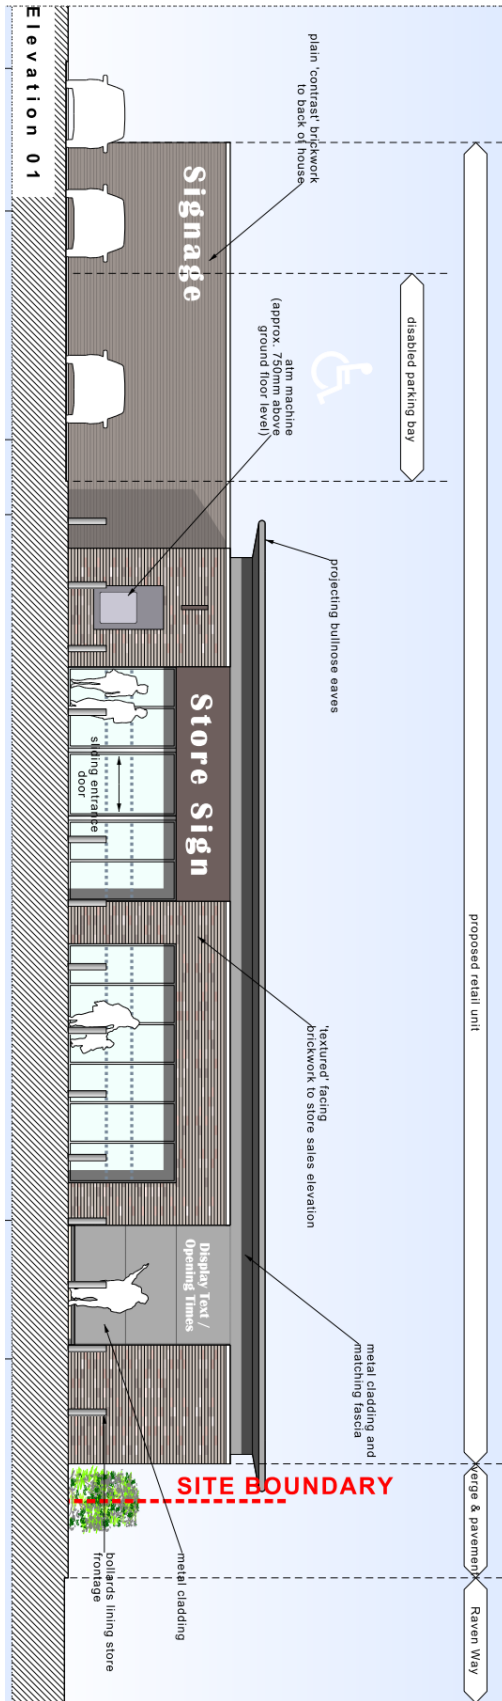 proposed retail unit
verge & pavement
Raven Way
disabled parking bay
plain 'contrast' brickwork
to back of house
atm machine
(approx. 750mm above
ground floor level)
projecting bullnose eaves
'textured' facing
brickwork to store sales elevation
metal cladding and
matching fascia
SITE BOUNDARY
Signage
Store Sign
Display Text /
Opening Times
sliding entrance
door
metal cladding
bollards lining store
frontage
Elevation 01